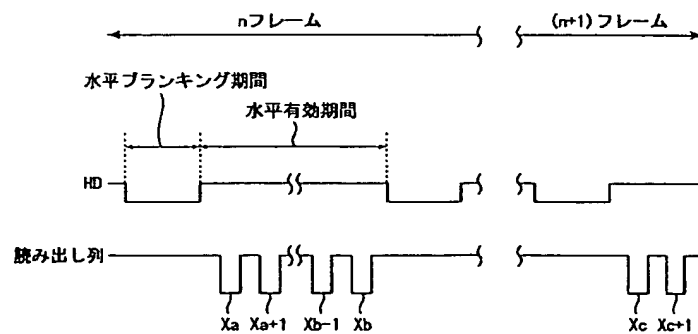 nフレーム
(n+1)フレーム
水平ブランキング期間
水平有効期間
HD
読み出し列
Xa
Xa+1
Xb-1
Xb
Xc
Xc+1